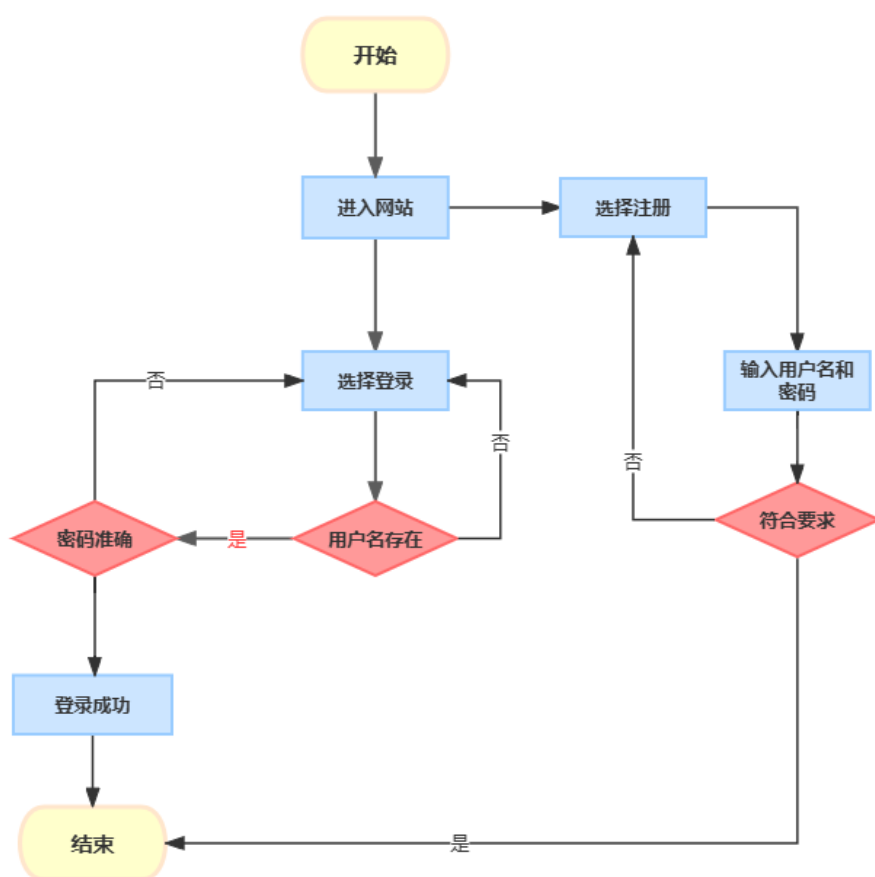 开始
进入网站
选择注册
选择登录
输入用户名和
密码
否
否
否
密码准确
是
用户名存在
符合要求
登录成功
结束
是